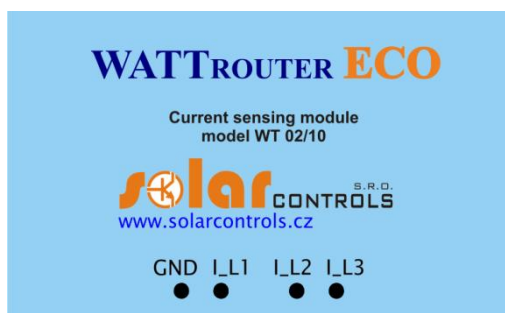 WATTROUTER ECO
Current sensing module
model WT 02/10
solar CONTROLS S.R.O.
www.solarcontrols.cz
GND I_L1 I_L2 I_L3